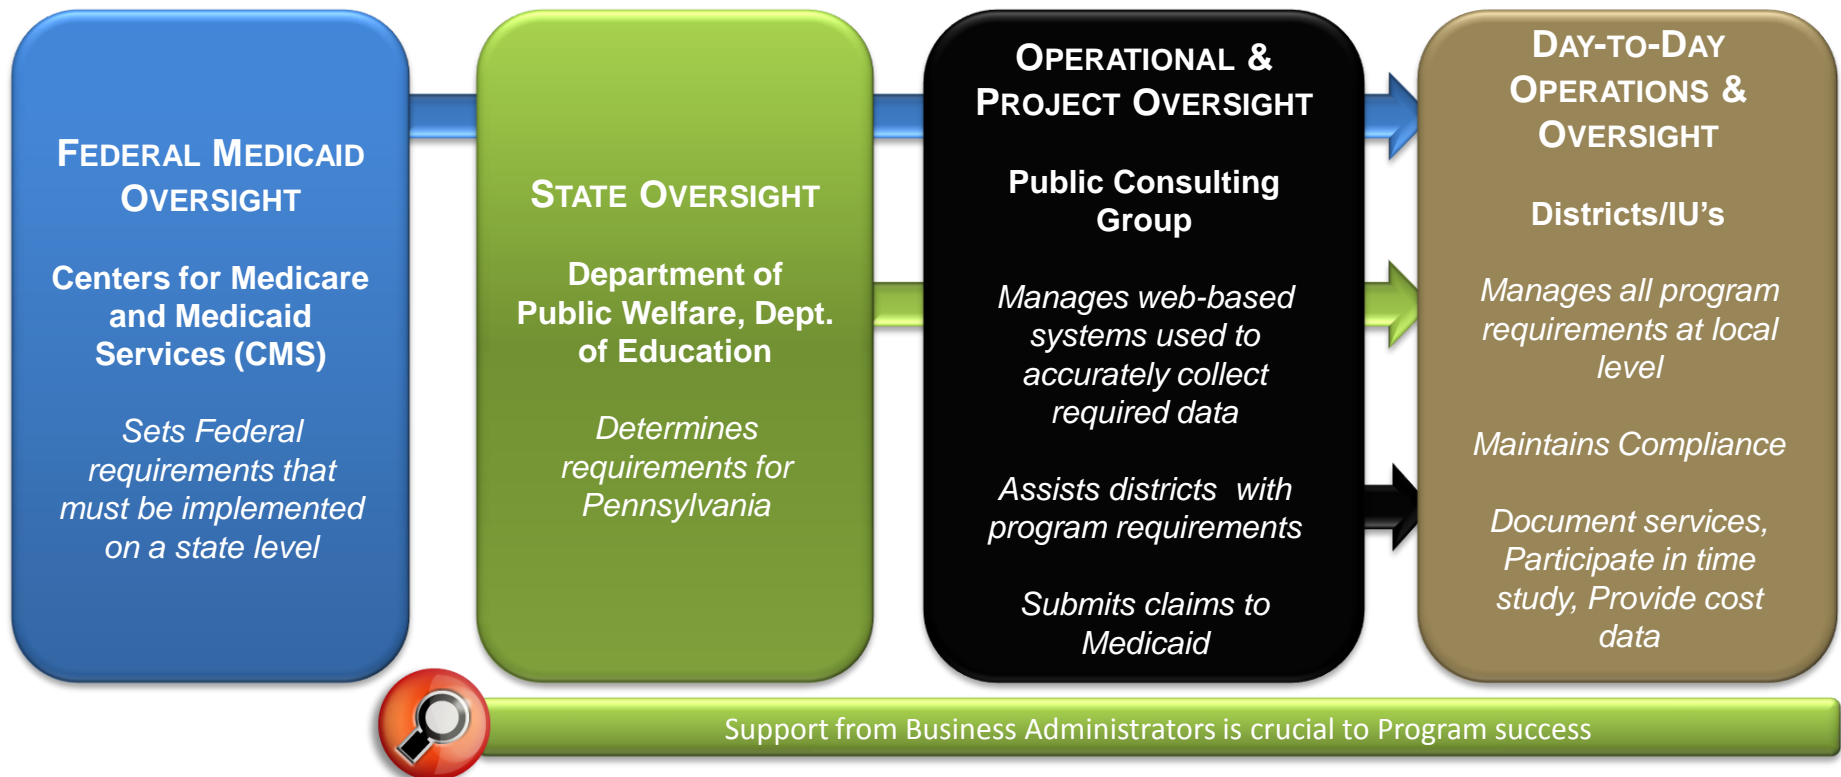 FEDERAL MEDICAID
OVERSIGHT
Centers for Medicare
and Medicaid
Services (CMS)
Sets Federal
requirements that
must be implemented
on a state level
STATE OVERSIGHT
Department of
Public Welfare, Dept.
of Education
Determines
requirements for
Pennsylvania
OPERATIONAL &
PROJECT OVERSIGHT
Public Consulting
Group
Manages web-based
systems used to
accurately collect
required data
Assists districts  with
program requirements
Submits claims to
Medicaid
DAY-TO-DAY
OPERATIONS &
OVERSIGHT
Districts/IU’s
Manages all program
requirements at local
level
Maintains Compliance
Document services,
Participate in time
study, Provide cost
data
Support from Business Administrators is crucial to Program success